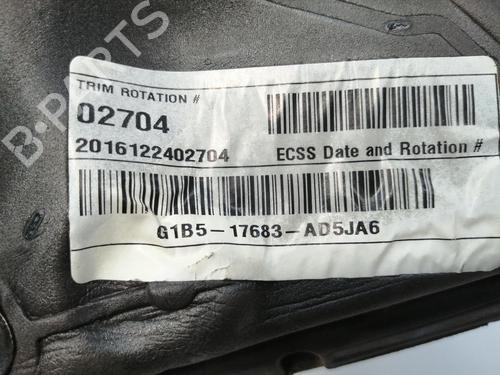 B-PARTS
TRIM ROTATION #
02704
2016122402704 ECSS Date and Rotation #
G1B5-17683-AD5JA6